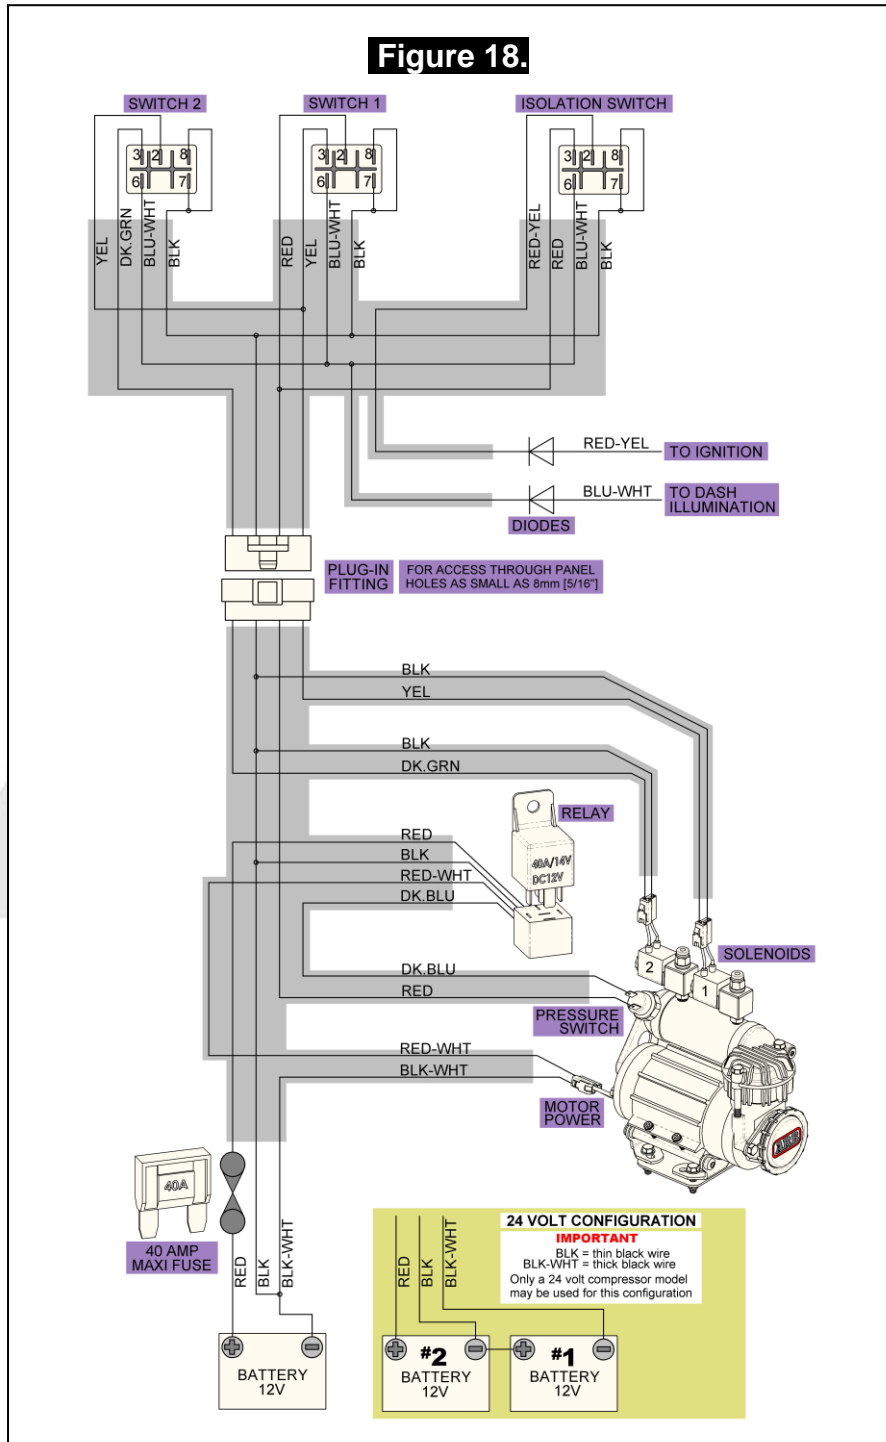 Figure 18.
SWITCH 2
SWITCH 1
ISOLATION SWITCH
3 2 8
6 7
3 2 8
6 7
3 2 8
6 7
YEL
DK.GRN
BLU-WHT
BLK
RED
YEL
BLU-WHT
BLK
RED-YEL
RED
BLU-WHT
BLK
RED-YEL
TO IGNITION
BLU-WHT
TO DASH
ILLUMINATION
DIODES
PLUG-IN
FITTING
FOR ACCESS THROUGH PANEL
HOLES AS SMALL AS 8mm [5/16"]
BLK
YEL
BLK
DK.GRN
RELAY
RED
BLK
RED-WHT
DK.BLU
40A/14V
DC12V
2
1
SOLENOIDS
DK.BLU
RED
PRESSURE
SWITCH
RED-WHT
BLK-WHT
MOTOR
POWER
40A
40 AMP
MAXI FUSE
RED
BLK
BLK-WHT
BATTERY
12V
24 VOLT CONFIGURATION
IMPORTANT
BLK = thin black wire
BLK-WHT = thick black wire
Only a 24 volt compressor model
may be used for this configuration
RED
BLK
BLK-WHT
#2
BATTERY
12V
#1
BATTERY
12V